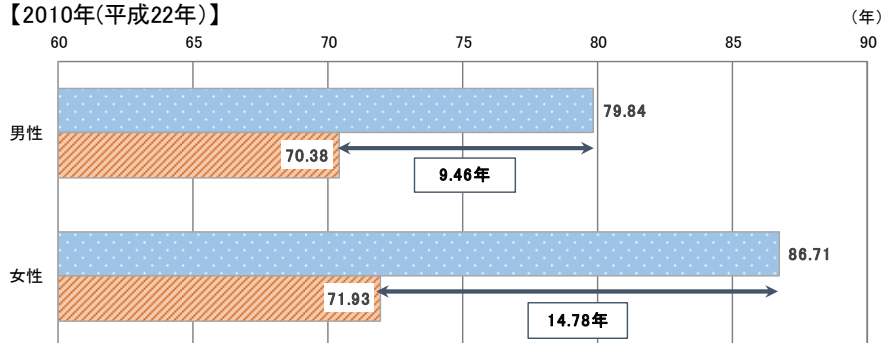 【2010年(平成22年)】
(年)
60 65 70 75 80 85 90
男性
79.84
70.38
9.46年
女性
86.71
71.93
14.78年